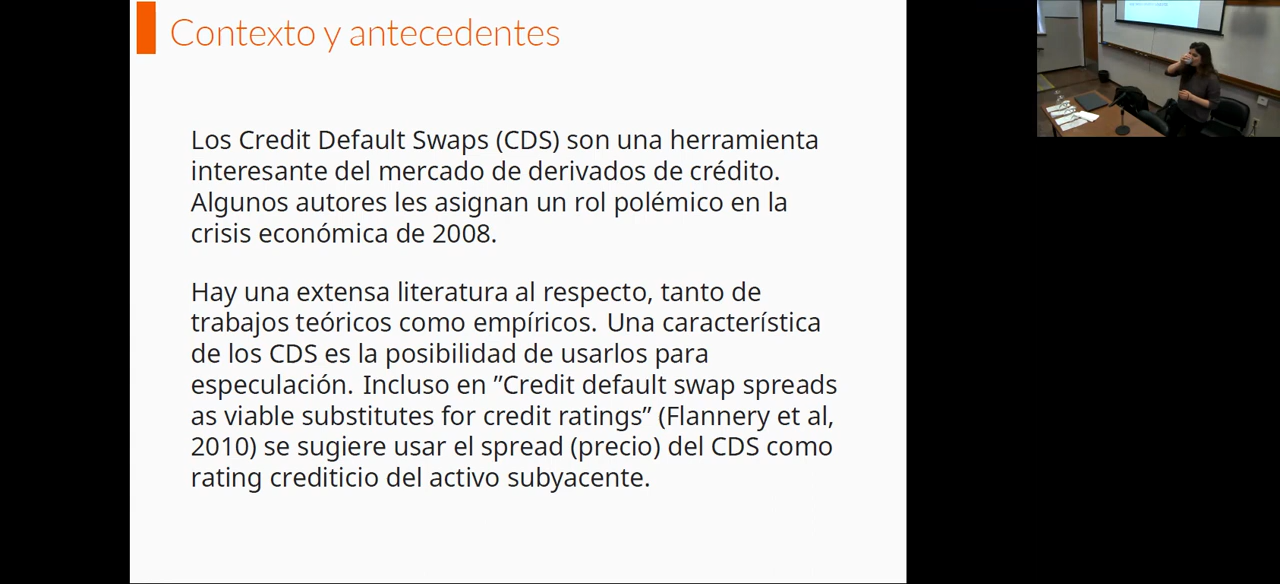 Contexto y antecedentes
Los Credit Default Swaps (CDS) son una herramienta
interesante del mercado de derivados de crédito.
Algunos autores les asignan un rol polémico en la
crisis económica de 2008.
Hay una extensa literatura al respecto, tanto de
trabajos teóricos como empíricos. Una característica
de los CDS es la posibilidad de usarlos para
especulación. Incluso en ”Credit default swap spreads
as viable substitutes for credit ratings” (Flannery et al,
2010) se sugiere usar el spread (precio) del CDS como
rating crediticio del activo subyacente.